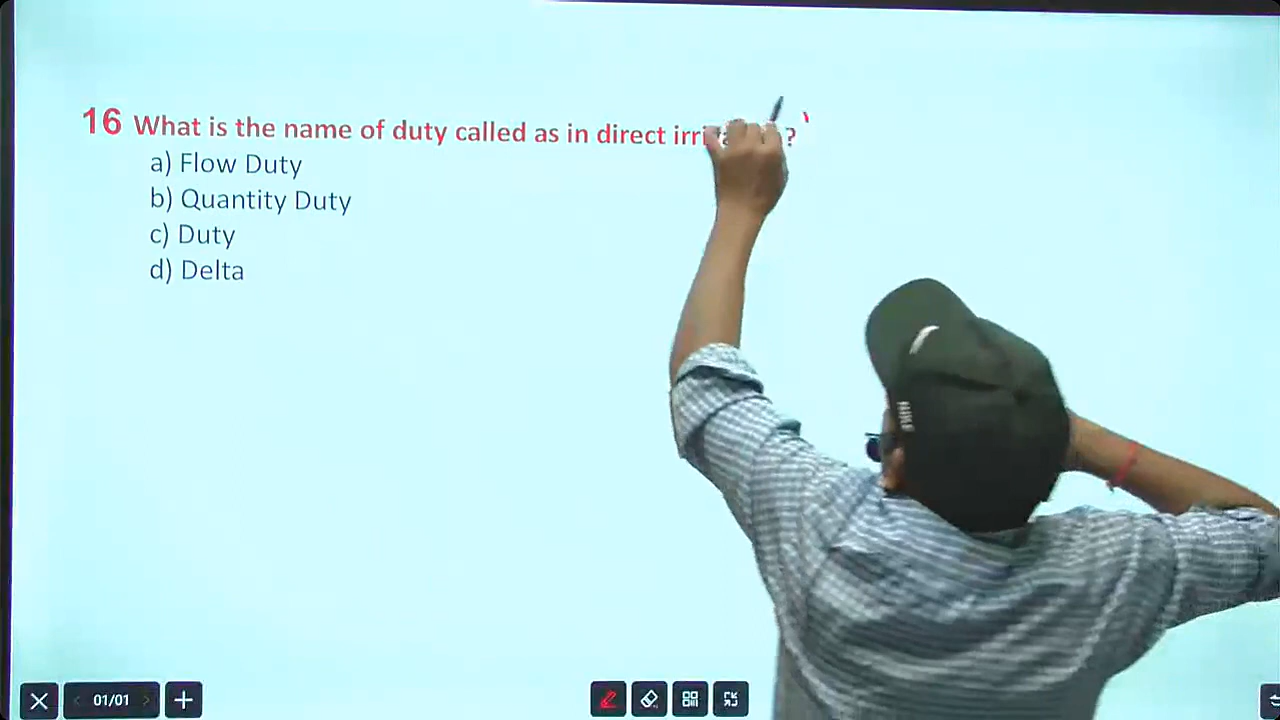 16 What is the name of duty called as in direct ?
a) Flow Duty
b) Quantity Duty
c) Duty
d) Delta
01/01